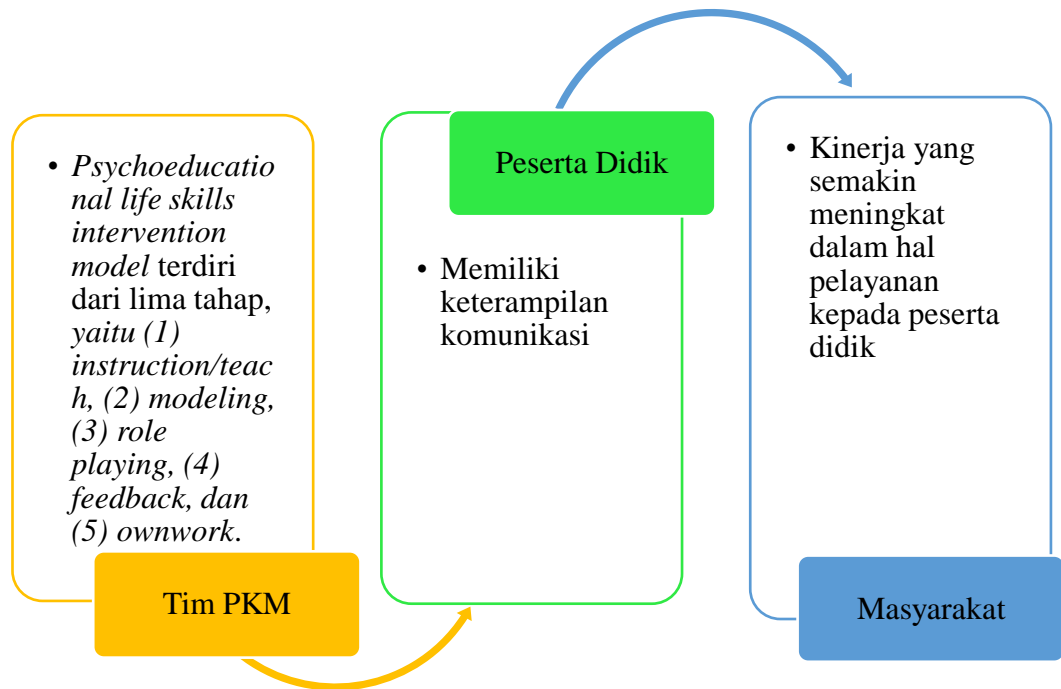 • Psychoeducatio
nal life skills
intervention
model terdiri
dari lima tahap,
yaitu (1)
instruction/teac
h, (2) modeling,
(3) role
playing, (4)
feedback, dan
(5) ownwork.
Tim PKM
Peserta Didik
• Memiliki
keterampilan
komunikasi
• Kinerja yang
semakin
meningkat
dalam hal
pelayanan
kepada peserta
didik
Masyarakat